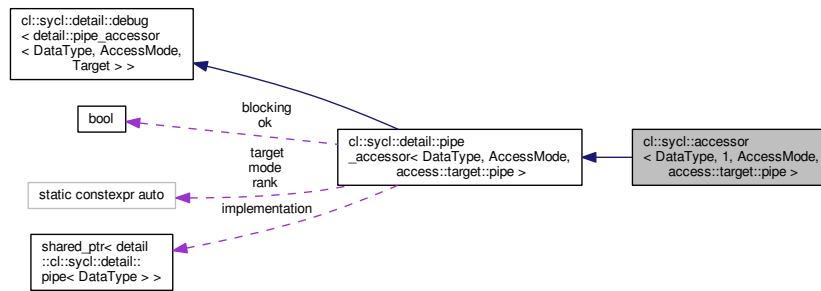 cl::sycl::detail::debug
< detail::pipe_accessor
< DataType, AccessMode,
Target > >
bool
blocking
ok
target
mode
rank
static constexpr auto
implementation
shared_ptr< detail
::cl::sycl::detail::
pipe< DataType > >
cl::sycl::detail::pipe
_accessor< DataType, AccessMode,
access::target::pipe >
cl::sycl::accessor
< DataType, 1, AccessMode,
access::target::pipe >